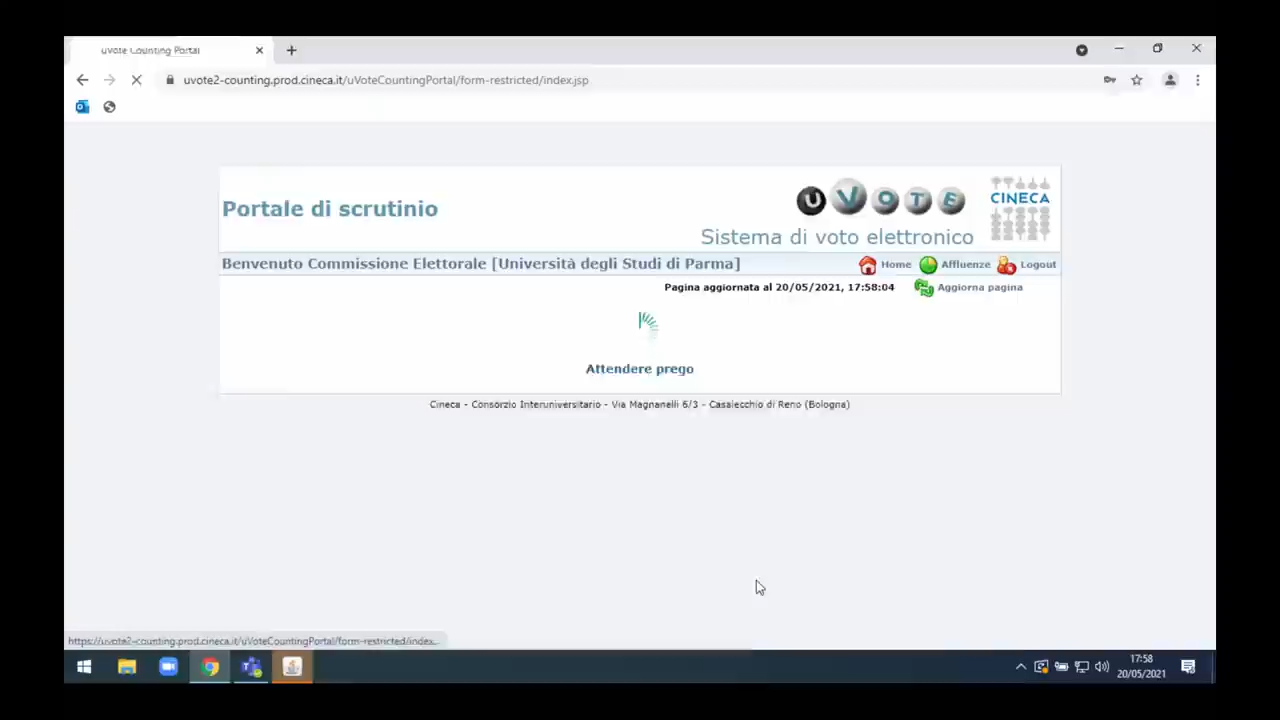 uVote Counting Portal
uvote2-counting.prod.cineca.it/uVoteCountingPortal/form-restricted/index.jsp
Portale di scrutinio
U VOTE
CINECA
Sistema di voto elettronico
Benvenuto Commissione Elettorale [Università degli Studi di Parma]
Home
Affluenze
Logout
Pagina aggiornata al 20/05/2021, 17:58:04
Aggiorna pagina
Attendere prego
Cineca - Consorzio Interuniversitario - Via Magnanelli 6/3 - Casalecchio di Reno (Bologna)
https://uvote2-counting.prod.cineca.it/uVoteCountingPortal/form-restricted/index...
17:58
20/05/2021